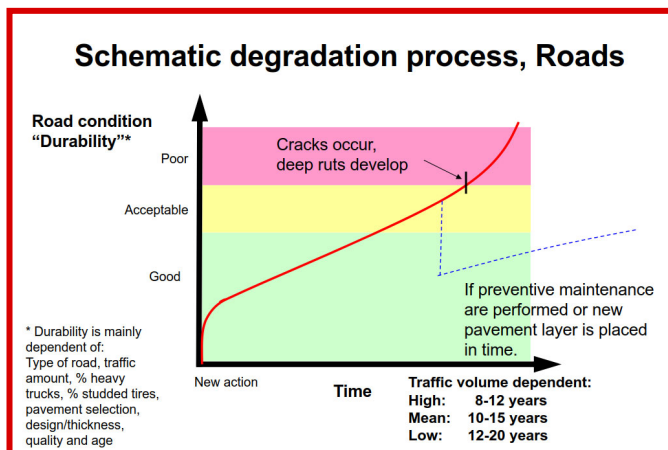 Schematic degradation process, Roads
Road condition
“Durability”*
Poor
Cracks occur,
deep ruts develop
Acceptable
Good
If preventive maintenance
are performed or new
pavement layer is placed
in time.
* Durability is mainly
dependent of:
Type of road, traffic
amount, % heavy
trucks, % studded tires,
pavement selection,
design/thickness,
quality and age
New action
Time
Traffic volume dependent:
High: 8-12 years
Mean: 10-15 years
Low: 12-20 years